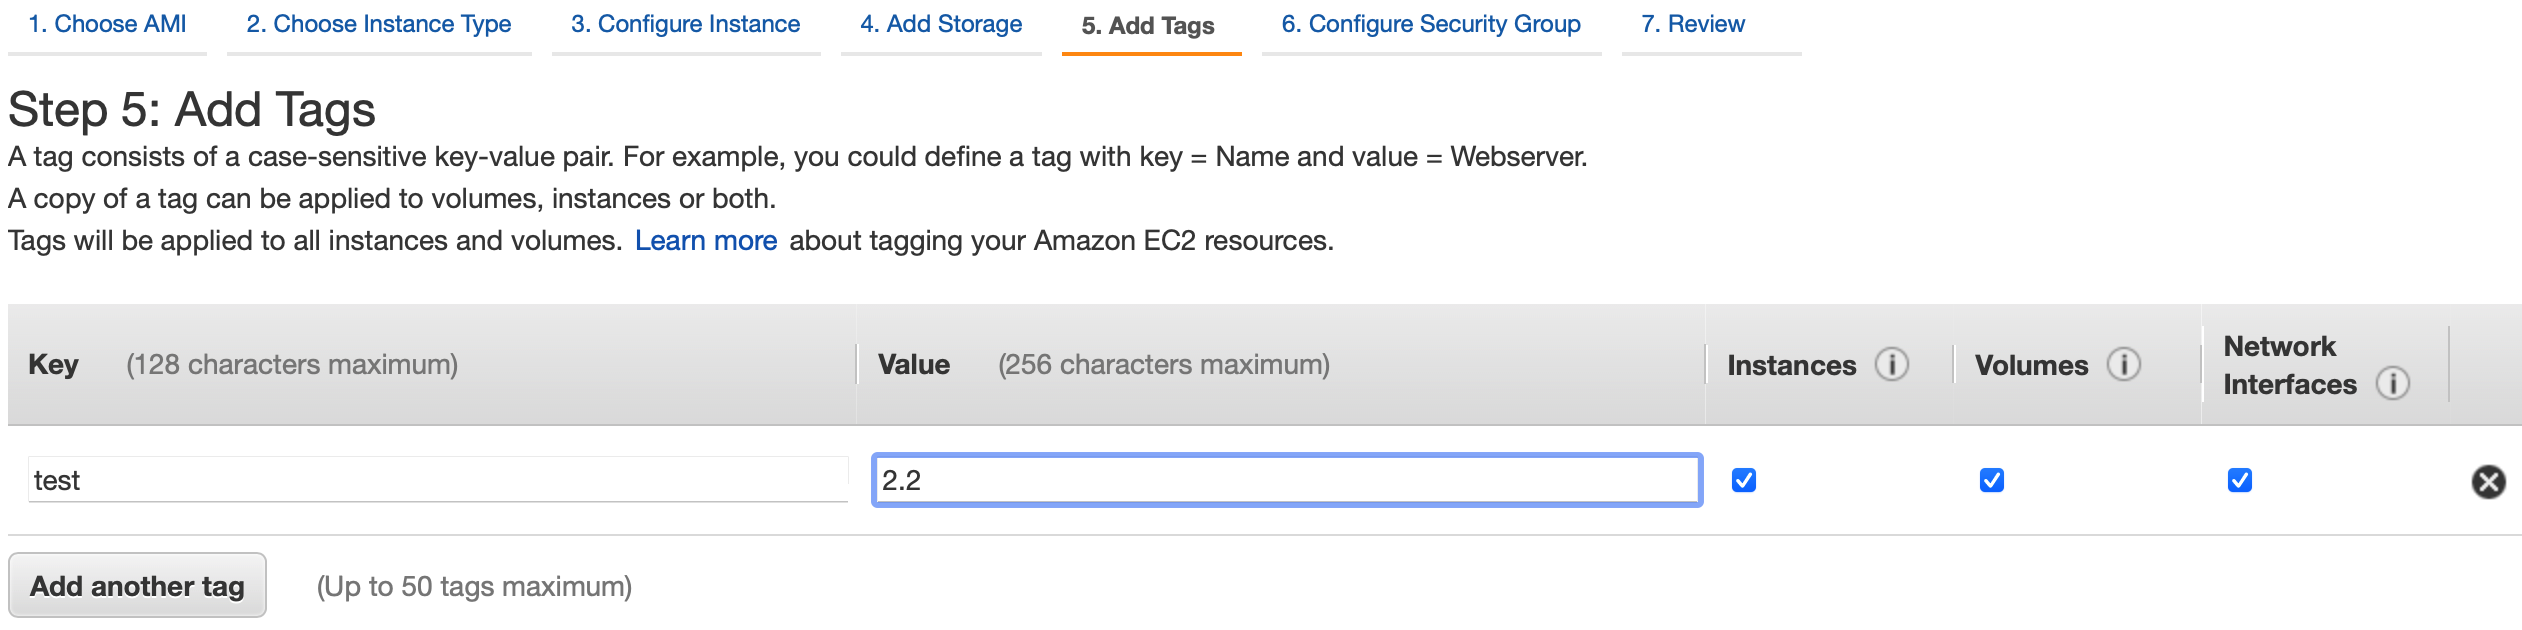 1. Choose AMI 2. Choose Instance Type 3. Configure Instance 4. Add Storage 5. Add Tags 6. Configure Security Group 7. Review
Step 5: Add Tags
A tag consists of a case-sensitive key-value pair. For example, you could define a tag with key = Name and value = Webserver.
A copy of a tag can be applied to volumes, instances or both.
Tags will be applied to all instances and volumes. Learn more about tagging your Amazon EC2 resources.
Key (128 characters maximum) Value (256 characters maximum) Instances i Volumes i Network
Interfaces i
test 2.2
Add another tag (Up to 50 tags maximum)